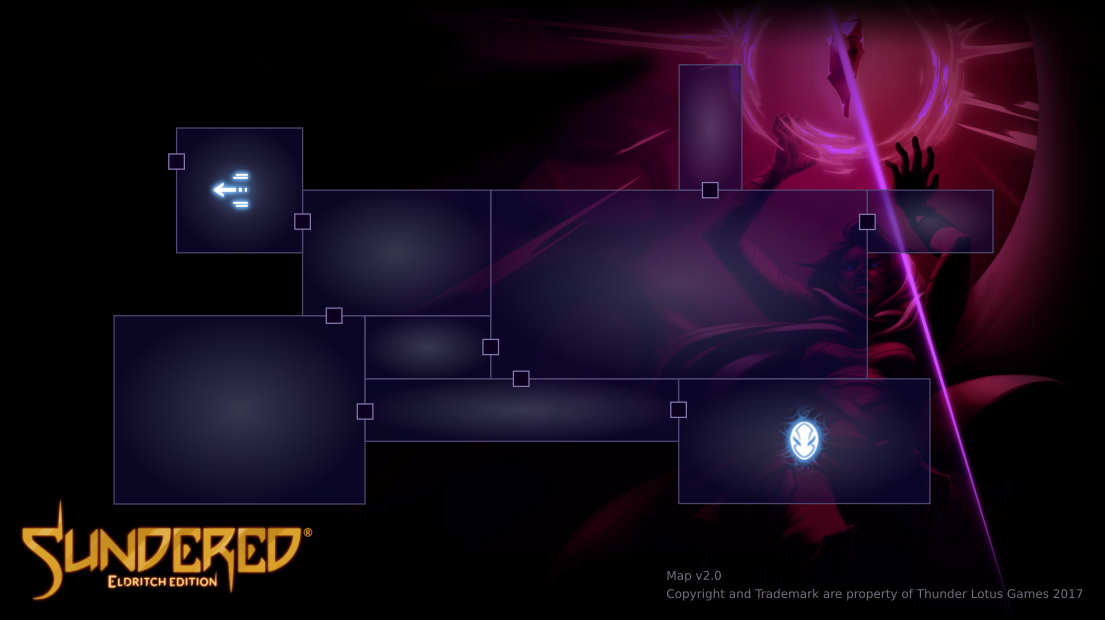 SUNDERED®
ELDRITCH EDITION
Map v2.0
Copyright and Trademark are property of Thunder Lotus Games 2017